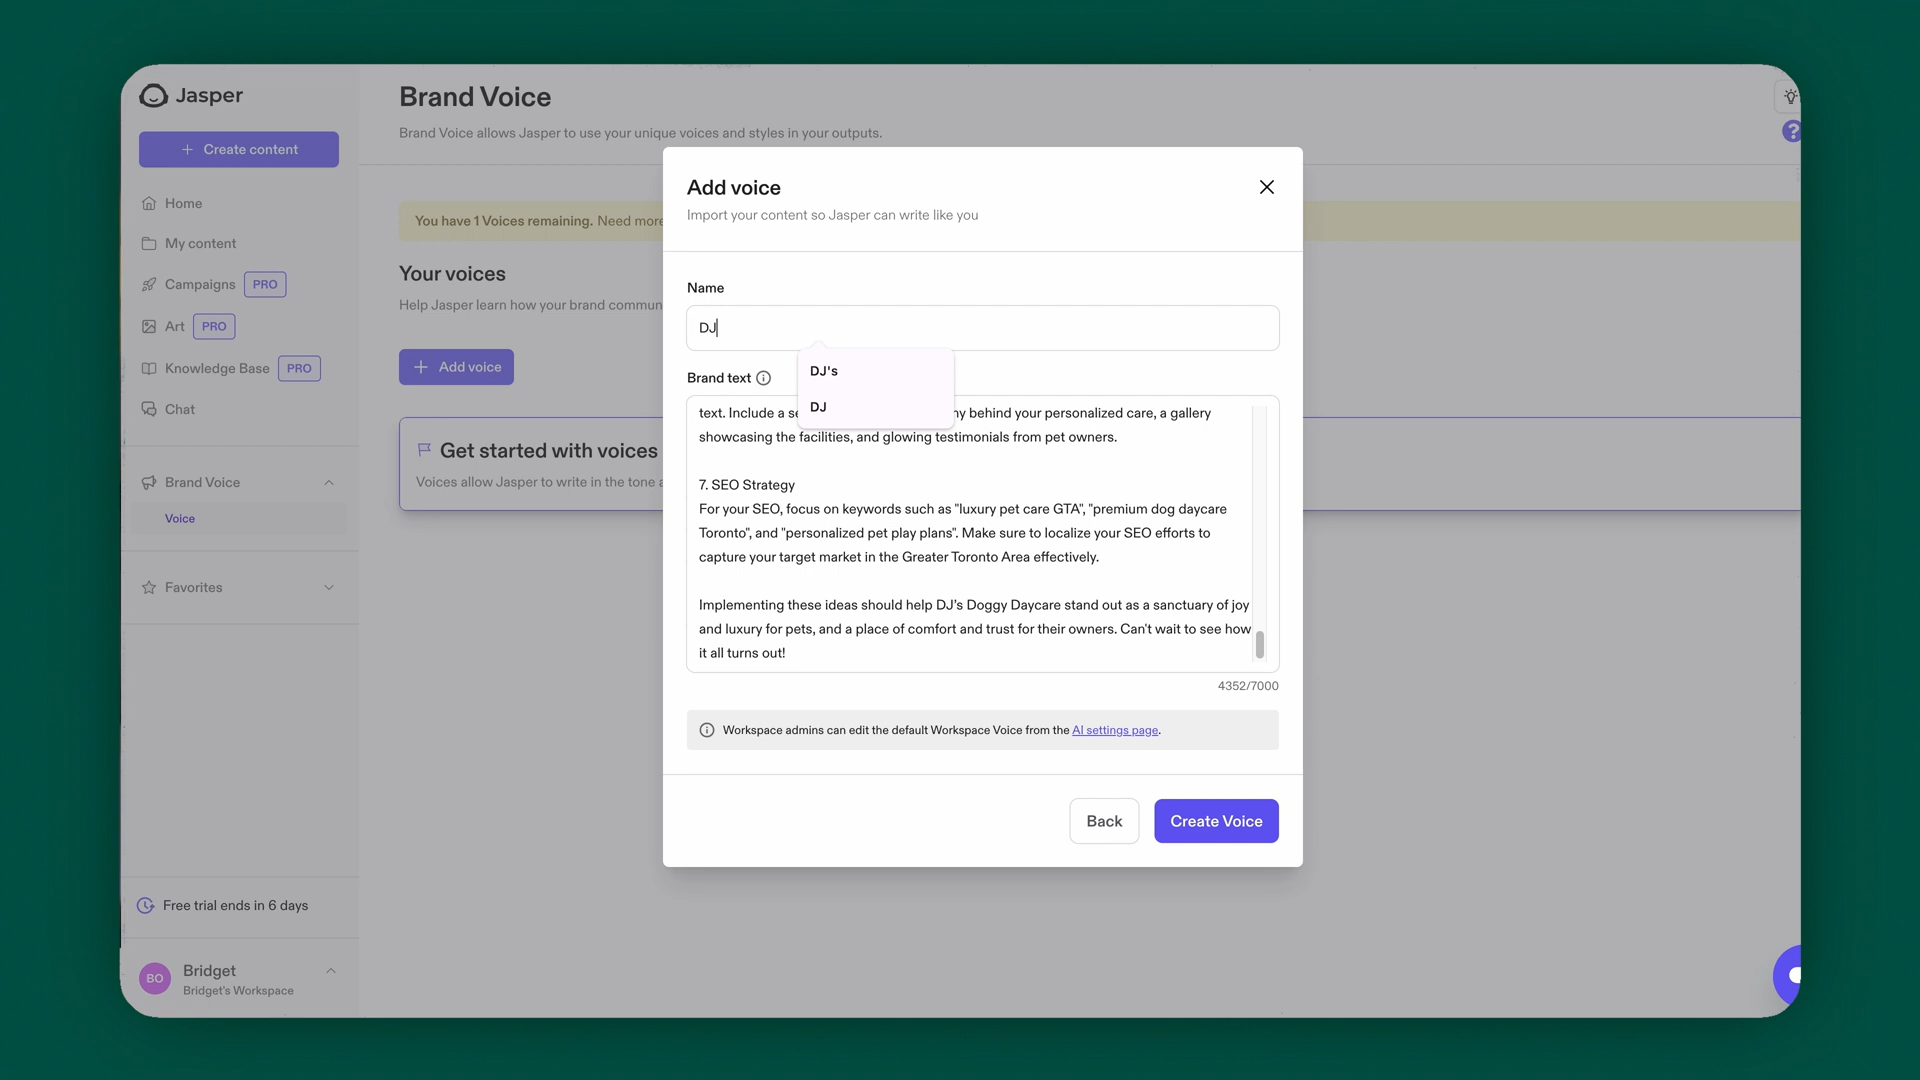 Jasper
Create content
Home
My content
Campaigns PRO
Art PRO
Knowledge Base PRO
Chat
Brand Voice
Voice
Favorites
Free trial ends in 6 days
BO
Bridget
Bridget's Workspace
Brand Voice
Brand Voice allows Jasper to use your unique voices and styles in your outputs.
You have 1 Voices remaining. Need more
Your voices
Help Jasper learn how your brand commun
Add voice
Get started with voices
Voices allow Jasper to write in the tone a
?
Add voice
Import your content so Jasper can write like you
Name
DJ
DJ's
DJ
Brand text
text. Include a se hy behind your personalized care, a gallery
showcasing the facilities, and glowing testimonials from pet owners.
7. SEO Strategy
For your SEO, focus on keywords such as "luxury pet care GTA", "premium dog daycare
Toronto", and "personalized pet play plans". Make sure to localize your SEO efforts to
capture your target market in the Greater Toronto Area effectively.
Implementing these ideas should help DJ’s Doggy Daycare stand out as a sanctuary of joy
and luxury for pets, and a place of comfort and trust for their owners. Can't wait to see how
it all turns out!
4352/7000
Workspace admins can edit the default Workspace Voice from the AI settings page.
Back
Create Voice